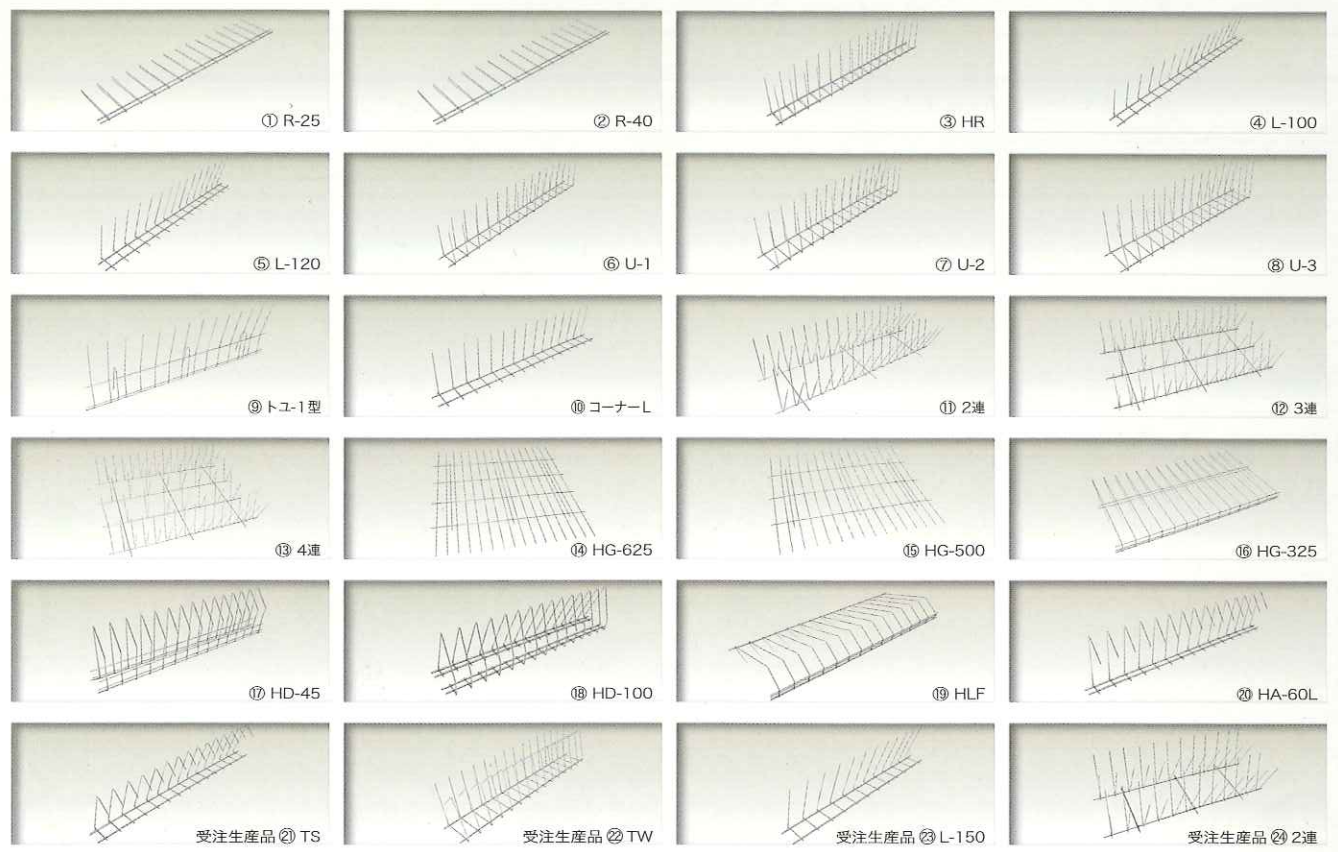 ① R-25
② R-40
③ HR
④ L-100
⑤ L-120
⑥ U-1
⑦ U-2
⑧ U-3
⑨ トユ-1型
⑩ コーナーL
⑪ 2連
⑫ 3連
⑬ 4連
⑭ HG-625
⑮ HG-500
⑯ HG-325
⑰ HD-45
⑱ HD-100
⑲ HLF
⑳ HA-60L
受注生産品 ㉑ TS
受注生産品 ㉒ TW
受注生産品 ㉓ L-150
受注生産品 ㉔ 2連